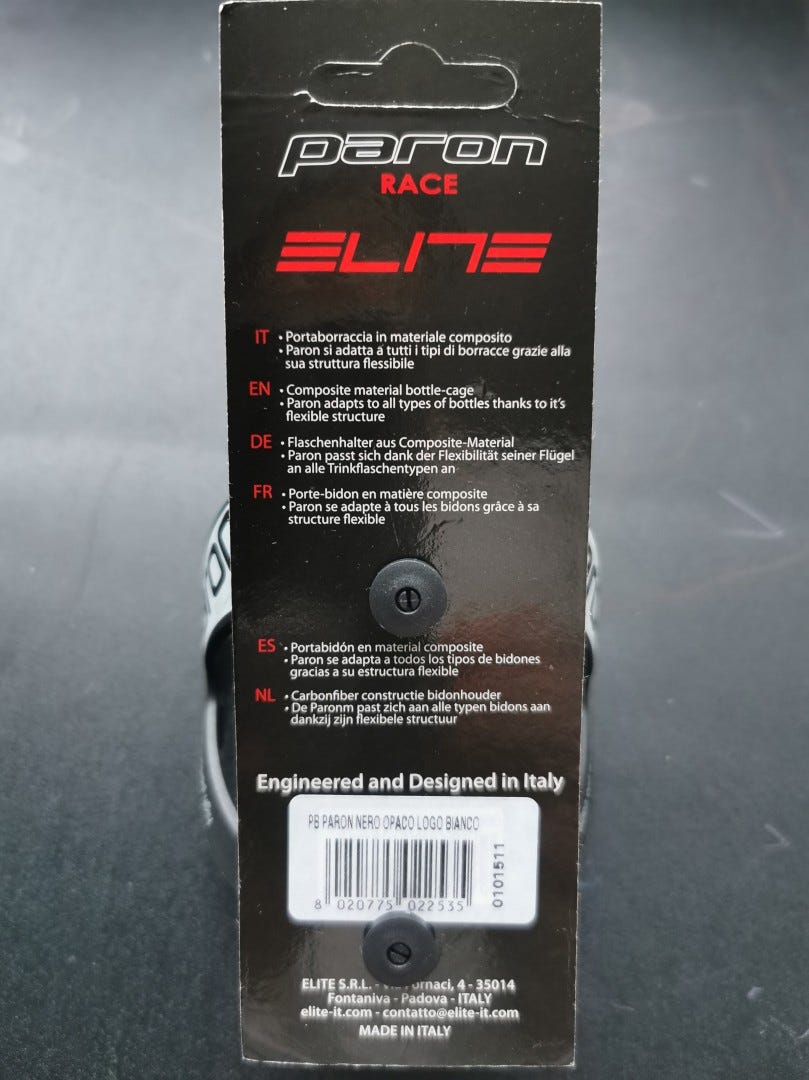 paron
RACE
ELITE
IT • Portaborraccia in materiale composito
• Paron si adatta a tutti i tipi di borracce grazie alla
sua struttura flessibile
EN • Composite material bottle-cage
• Paron adapts to all types of bottles thanks to it's
flexible structure
DE • Flaschenhalter aus Composite-Material
• Paron passt sich dank der Flexibilität seiner Flügel
an alle Trinkflaschentypen an
FR • Porte-bidon en matière composite
• Paron se adapte à tous les bidons grâce à sa
structure flexible
ES • Portabidón en material composite
• Paron se adapta a todos los tipos de bidones
gracias a su estructura flexible
NL • Carbonfiber constructie bidonhouder
• De Paronm past zich aan alle typen bidons aan
dankzij zijn flexibele structuur
Engineered and Designed in Italy
PB PARON NERO OPACO LOGO BIANCO
0101511
8 020775 022535
ELITE S.R.L. - 4 - 35014
Fontaniva - Padova - ITALY
elite-it.com - contatto@elite-it.com
MADE IN ITALY